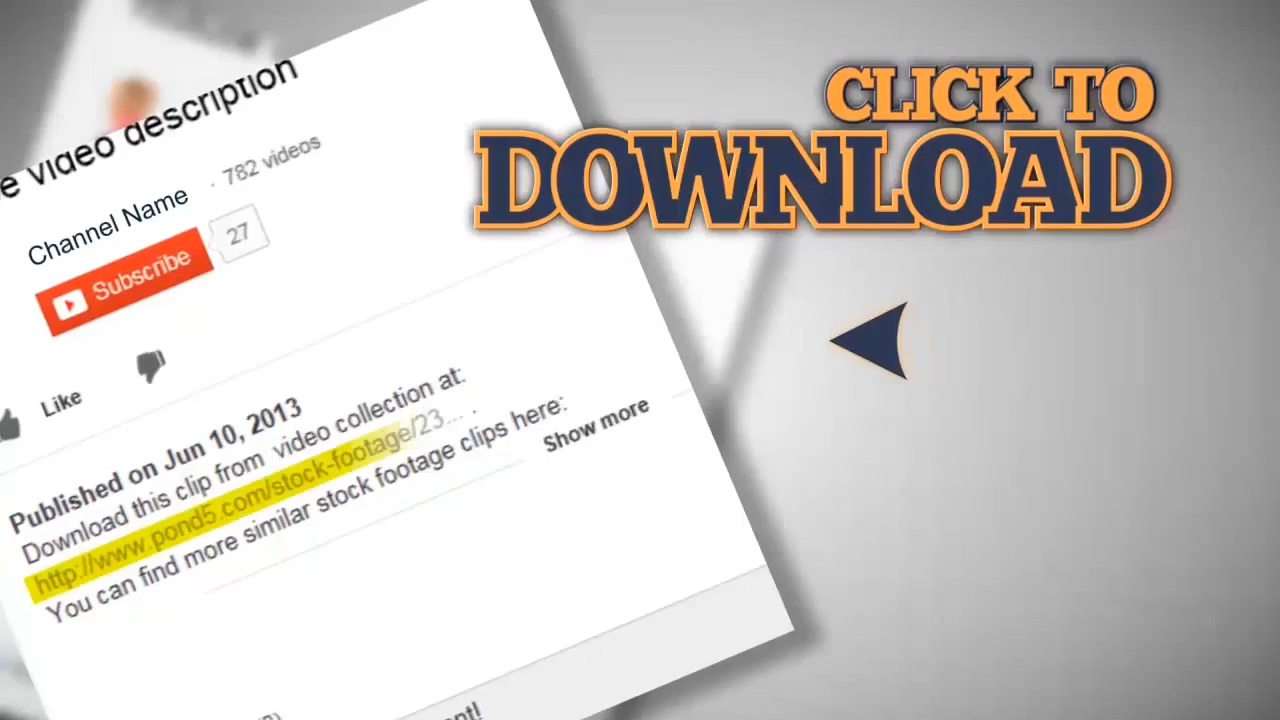 CLICK TO
DOWNLOAD
e video description
Channel Name · 782 videos
Subscribe 27
Like
Published on Jun 10, 2013
Download this clip from video collection at:
http://www.pond5.com/stock-footage/23... .
You can find more similar stock footage clips here:
Show more